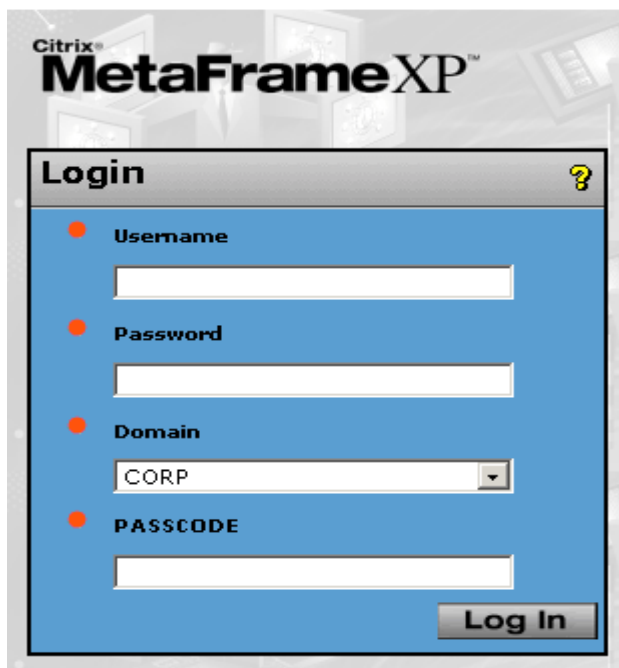 Citrix®
MetaFrameXP™
Login ?
Username
Password
Domain
CORP
PASSCODE
Log In